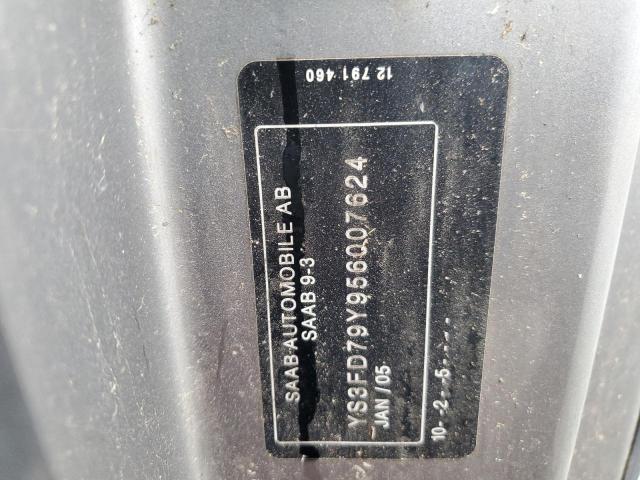 SAAB AUTOMOBILE AB
SAAB 9-3
YS3FD79Y956007624
JAN / 05
10- -2- -5- - - -
12 791 460